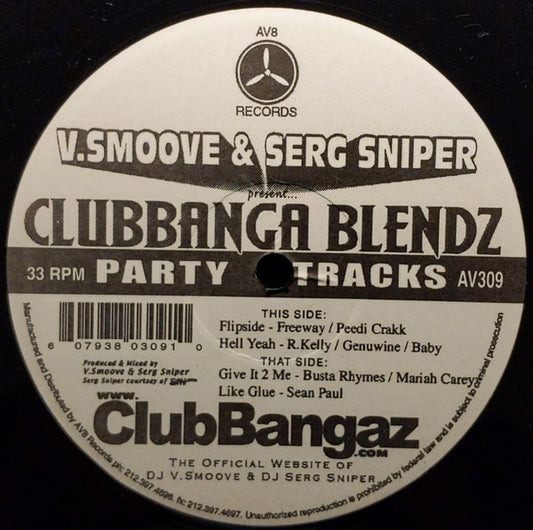 AV8
RECORDS
V.SMOOVE & SERG SNIPER
present...
CLUBBANGA BLENDZ
33 RPM PARTY TRACKS AV309
THIS SIDE:
Flipside - Freeway / Peedi Crakk
Hell Yeah - R.Kelly / Genuwine / Baby
THAT SIDE:
Give It 2 Me - Busta Rhymes / Mariah Carey
Like Glue - Sean Paul
6 07938 03091 0
Produced & Mixed by
V.Smoove & Serg Sniper
Serg Sniper courtesy of
www.
ClubBangaz
.COM
THE OFFICIAL WEBSITE OF
DJ V.SMOOVE & DJ SERG SNIPER
Manufactured and Distributed by AV8 Records ph: 212.397.4696, fx: 212.397.4697. Unauthorized reproduction is prohibited by federal law and is subject to criminal prosecution